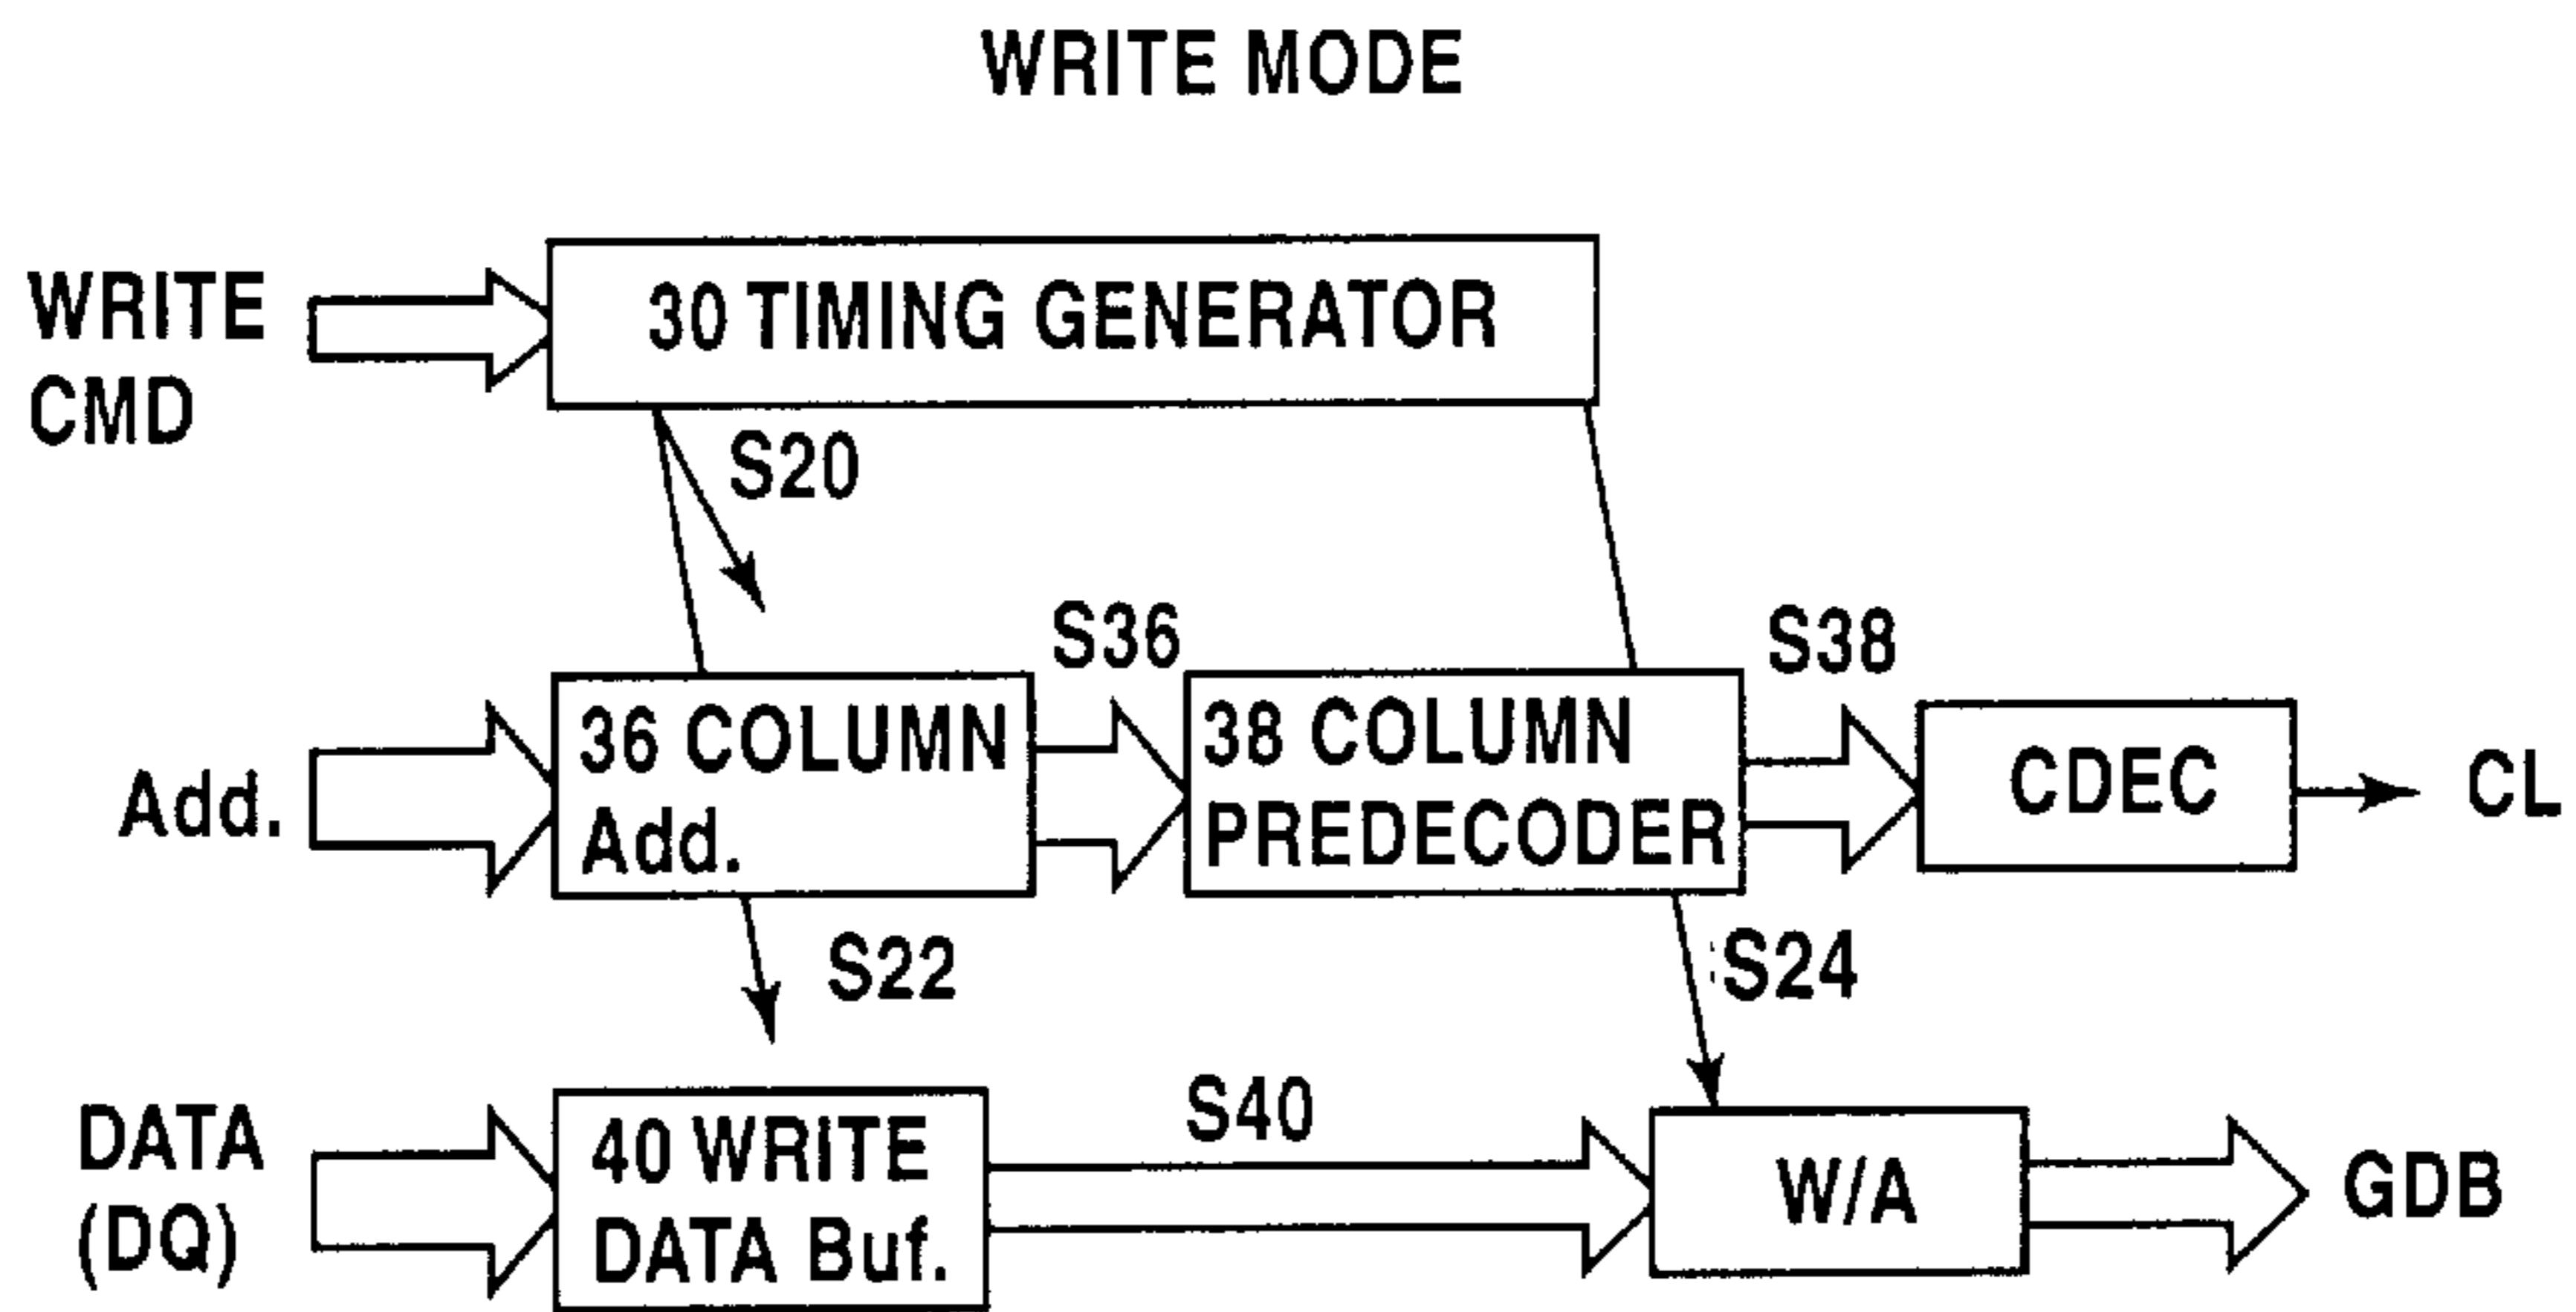 WRITE MODE
WRITE
CMD
30 TIMING GENERATOR
S20
S36
S38
Add.
36 COLUMN
Add.
38 COLUMN
PREDECODER
CDEC
CL
S22
S24
DATA
(DQ)
40 WRITE
DATA Buf.
S40
W/A
GDB